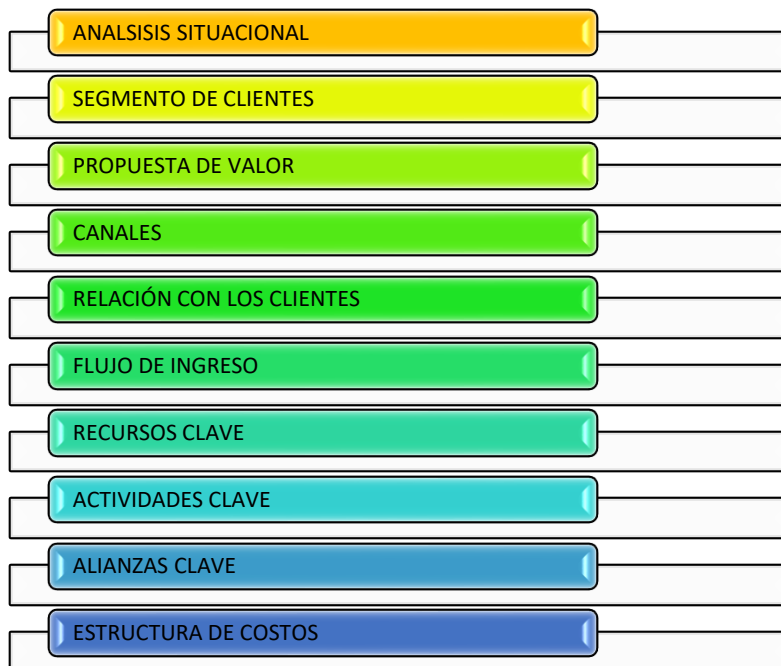 ANALSISIS SITUACIONAL
SEGMENTO DE CLIENTES
PROPUESTA DE VALOR
CANALES
RELACIÓN CON LOS CLIENTES
FLUJO DE INGRESO
RECURSOS CLAVE
ACTIVIDADES CLAVE
ALIANZAS CLAVE
ESTRUCTURA DE COSTOS